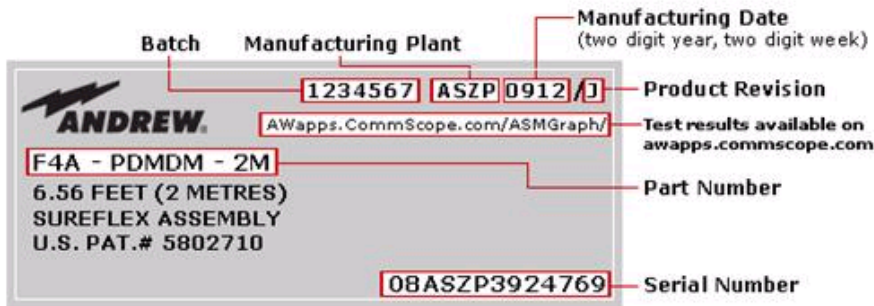 Manufacturing Date
(two digit year, two digit week)
Batch Manufacturing Plant
1234567 ASZP 0912 /J Product Revision
ANDREW.
AWapps.CommScope.com/ASMGraph/ Test results available on
awapps.commscope.com
F4A - PDMDM - 2M
Part Number
6.56 FEET (2 METRES)
SUREFLEX ASSEMBLY
U.S. PAT.# 5802710
08ASZP3924769 Serial Number